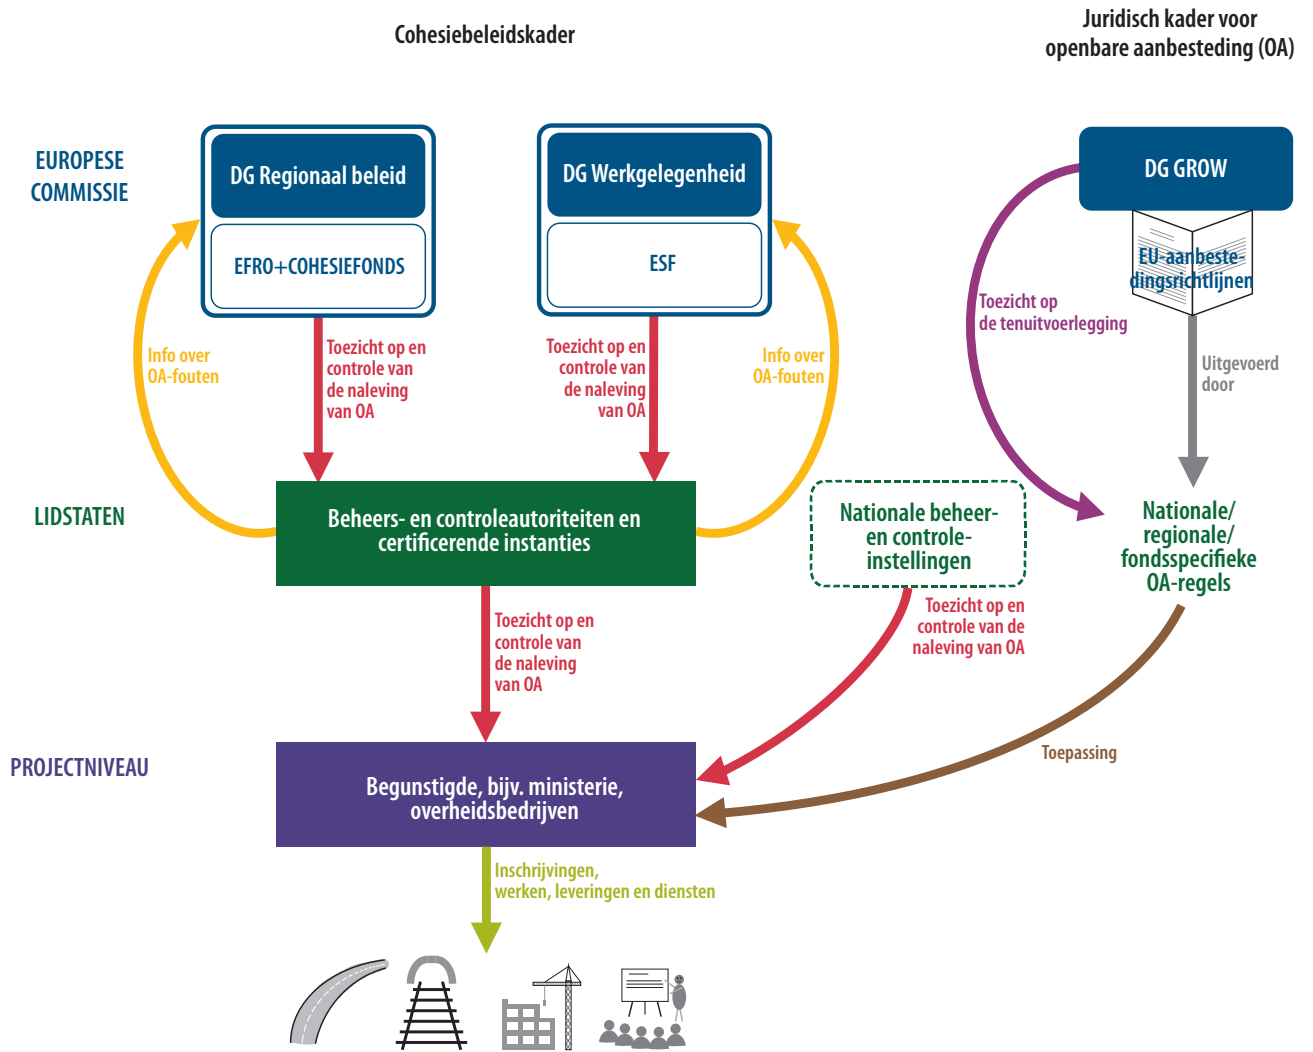 Cohesiebeleidskader
Juridisch kader voor
openbare aanbesteding (OA)
EUROPESE
COMMISSIE
DG Regionaal beleid
EFRO+COHESIEFONDS
DG Werkgelegenheid
ESF
DG GROW
EU-aanbeste-
dingsrichtlijnen
Info over
OA-fouten
Toezicht op en
controle van
de naleving
van OA
Toezicht op en
controle van
de naleving
van OA
Info over
OA-fouten
Toezicht op
de tenuitvoerlegging
Uitgevoerd
door
LIDSTATEN
Beheers- en controleautoriteiten en
certificerende instanties
Nationale beheer-
en controle-
instellingen
Nationale/
regionale/
fondsspecifieke
OA-regels
Toezicht op en
controle van
de naleving
van OA
Toezicht op en
controle van de
naleving van OA
Toepassing
PROJECTNIVEAU
Begunstigde, bijv. ministerie,
overheidsbedrijven
Inschrijvingen,
werken, leveringen en diensten